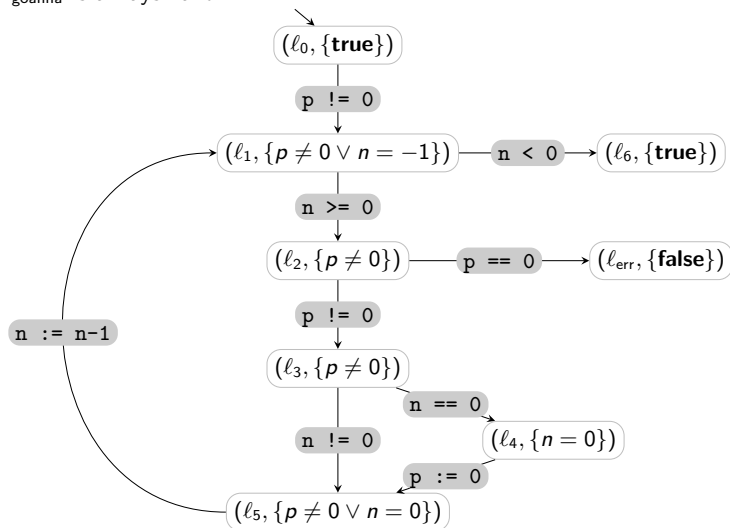 goanna
(ℓ0, {true})
p != 0
(ℓ1, {p ≠ 0 ∨ n = −1})
n < 0
(ℓ6, {true})
n >= 0
(ℓ2, {p ≠ 0})
p == 0
(ℓerr, {false})
n := n-1
p != 0
(ℓ3, {p ≠ 0})
n == 0
n != 0
(ℓ4, {n = 0})
p := 0
(ℓ5, {p ≠ 0 ∨ n = 0})